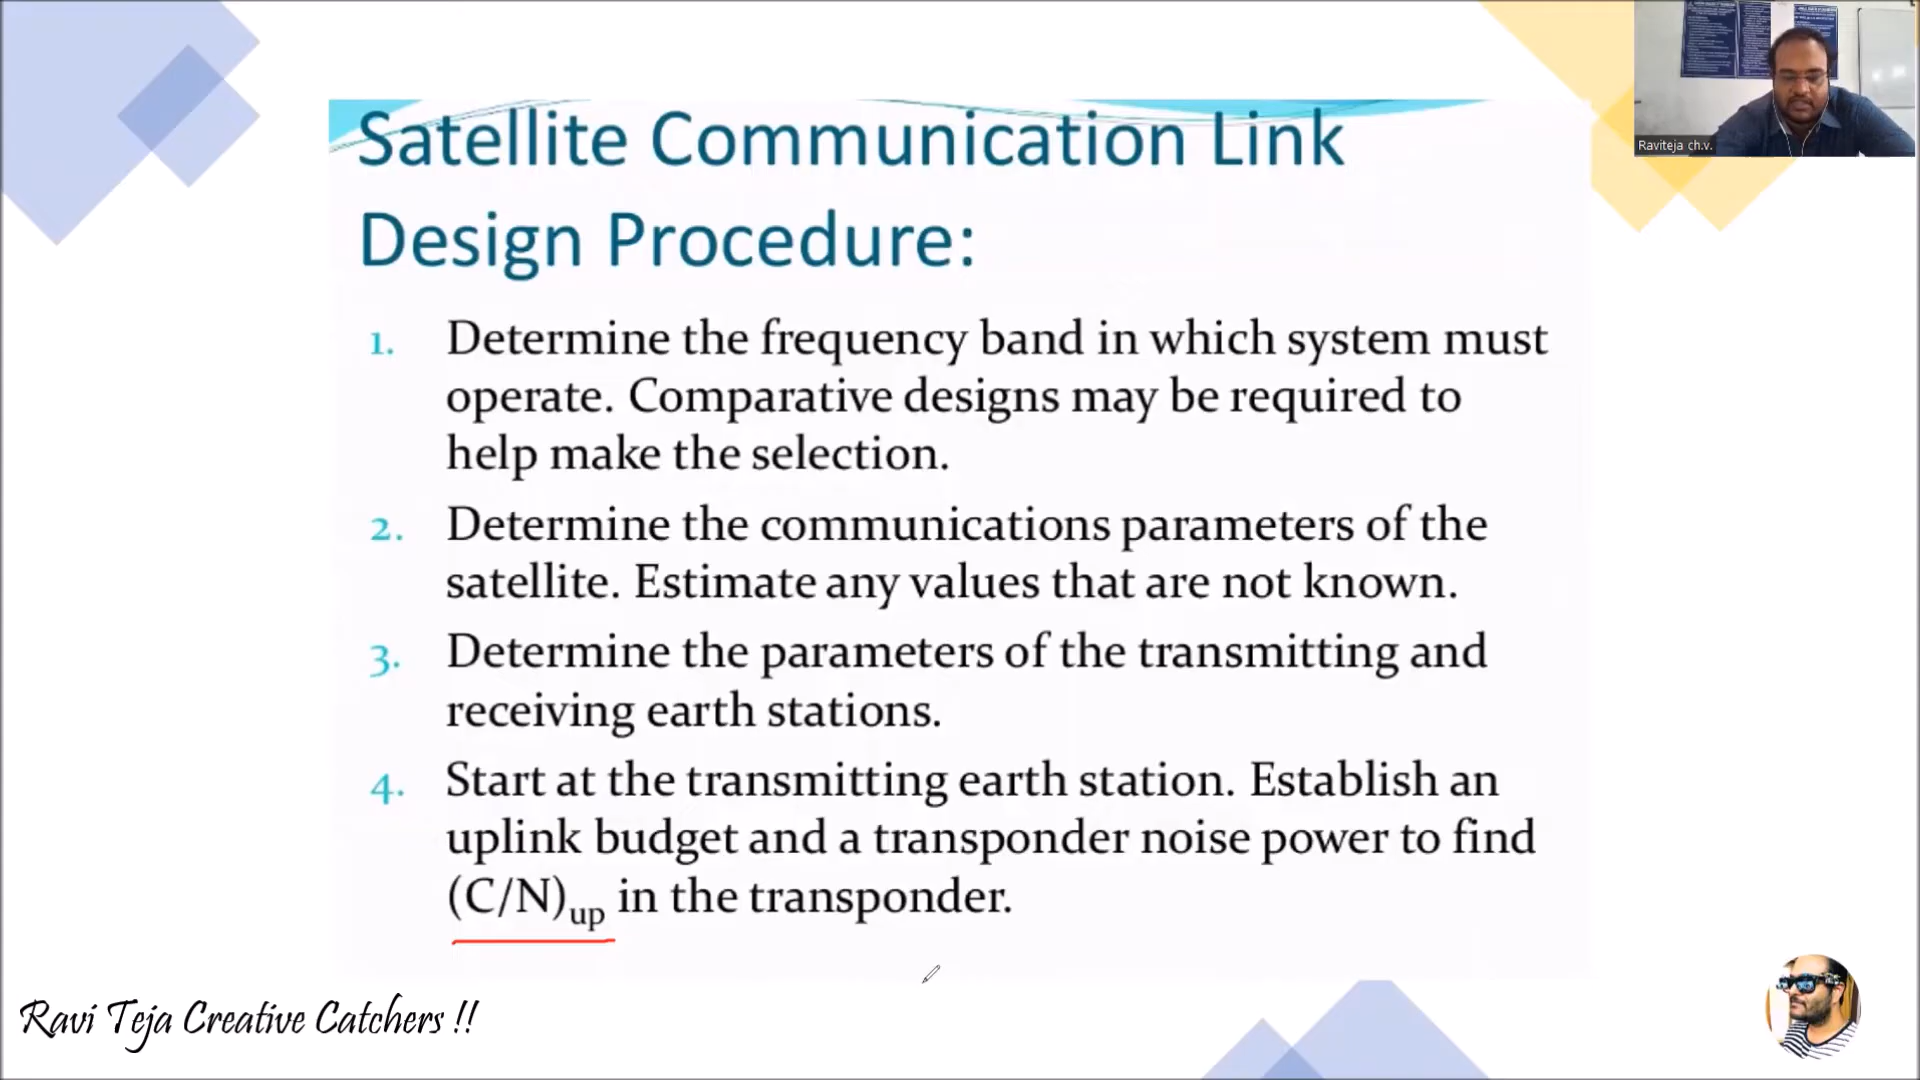 Satellite Communication Link
Design Procedure:
1. Determine the frequency band in which system must
operate. Comparative designs may be required to
help make the selection.
2. Determine the communications parameters of the
satellite. Estimate any values that are not known.
3. Determine the parameters of the transmitting and
receiving earth stations.
4. Start at the transmitting earth station. Establish an
uplink budget and a transponder noise power to find
(C/N)up in the transponder.
Raviteja ch.v.
Ravi Teja Creative Catchers !!